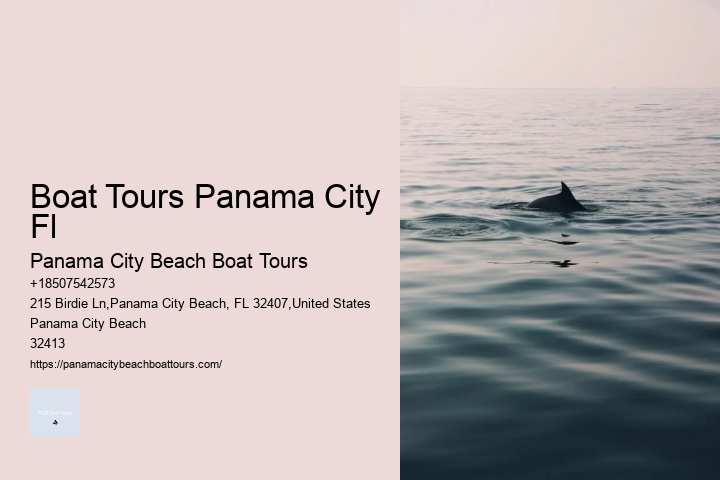 Boat Tours Panama City
Fl
Panama City Beach Boat Tours
+18507542573
215 Birdie Ln,Panama City Beach, FL 32407,United States
Panama City Beach
32413
https://panamacitybeachboattours.com/